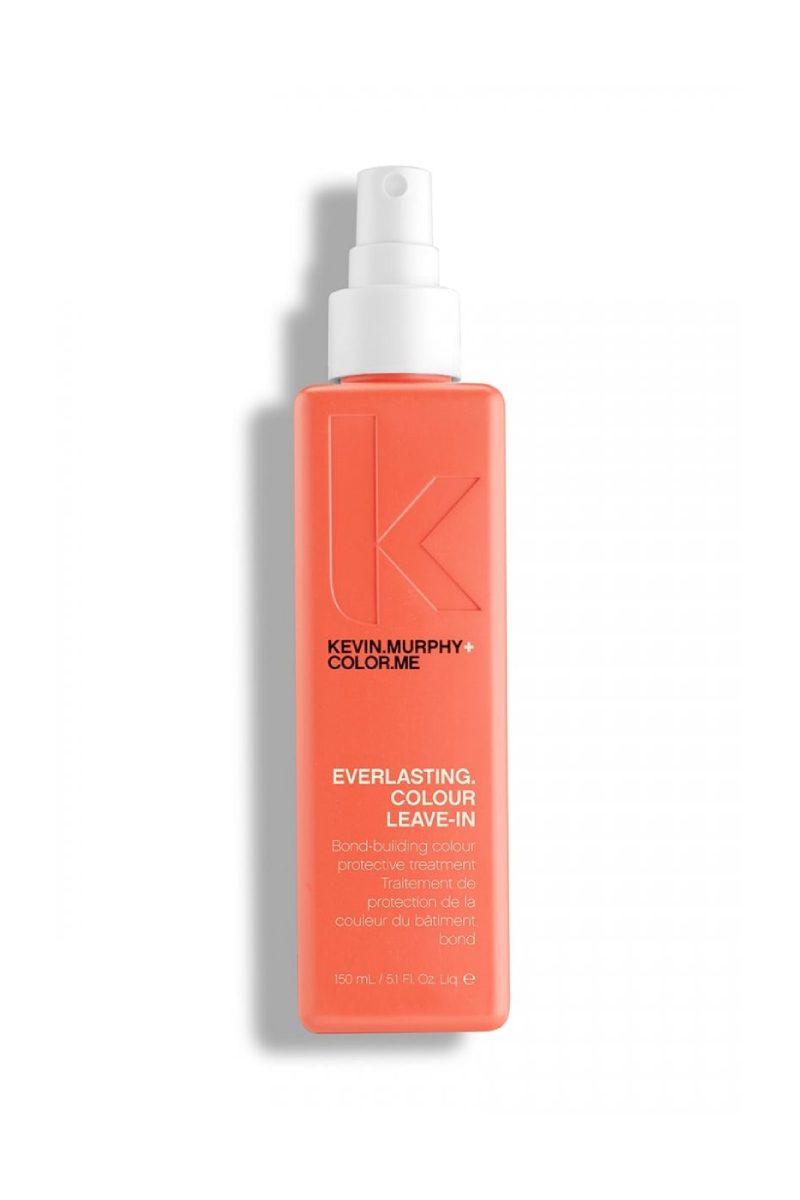 K
KEVIN.MURPHY+
COLOR.ME
EVERLASTING.
COLOUR
LEAVE-IN
Bond-building colour
protective treatment
Traitement de
protection de la
couleur du bâtiment
bond
150 mL / 5.1 Fl. Oz. Liq. ℮